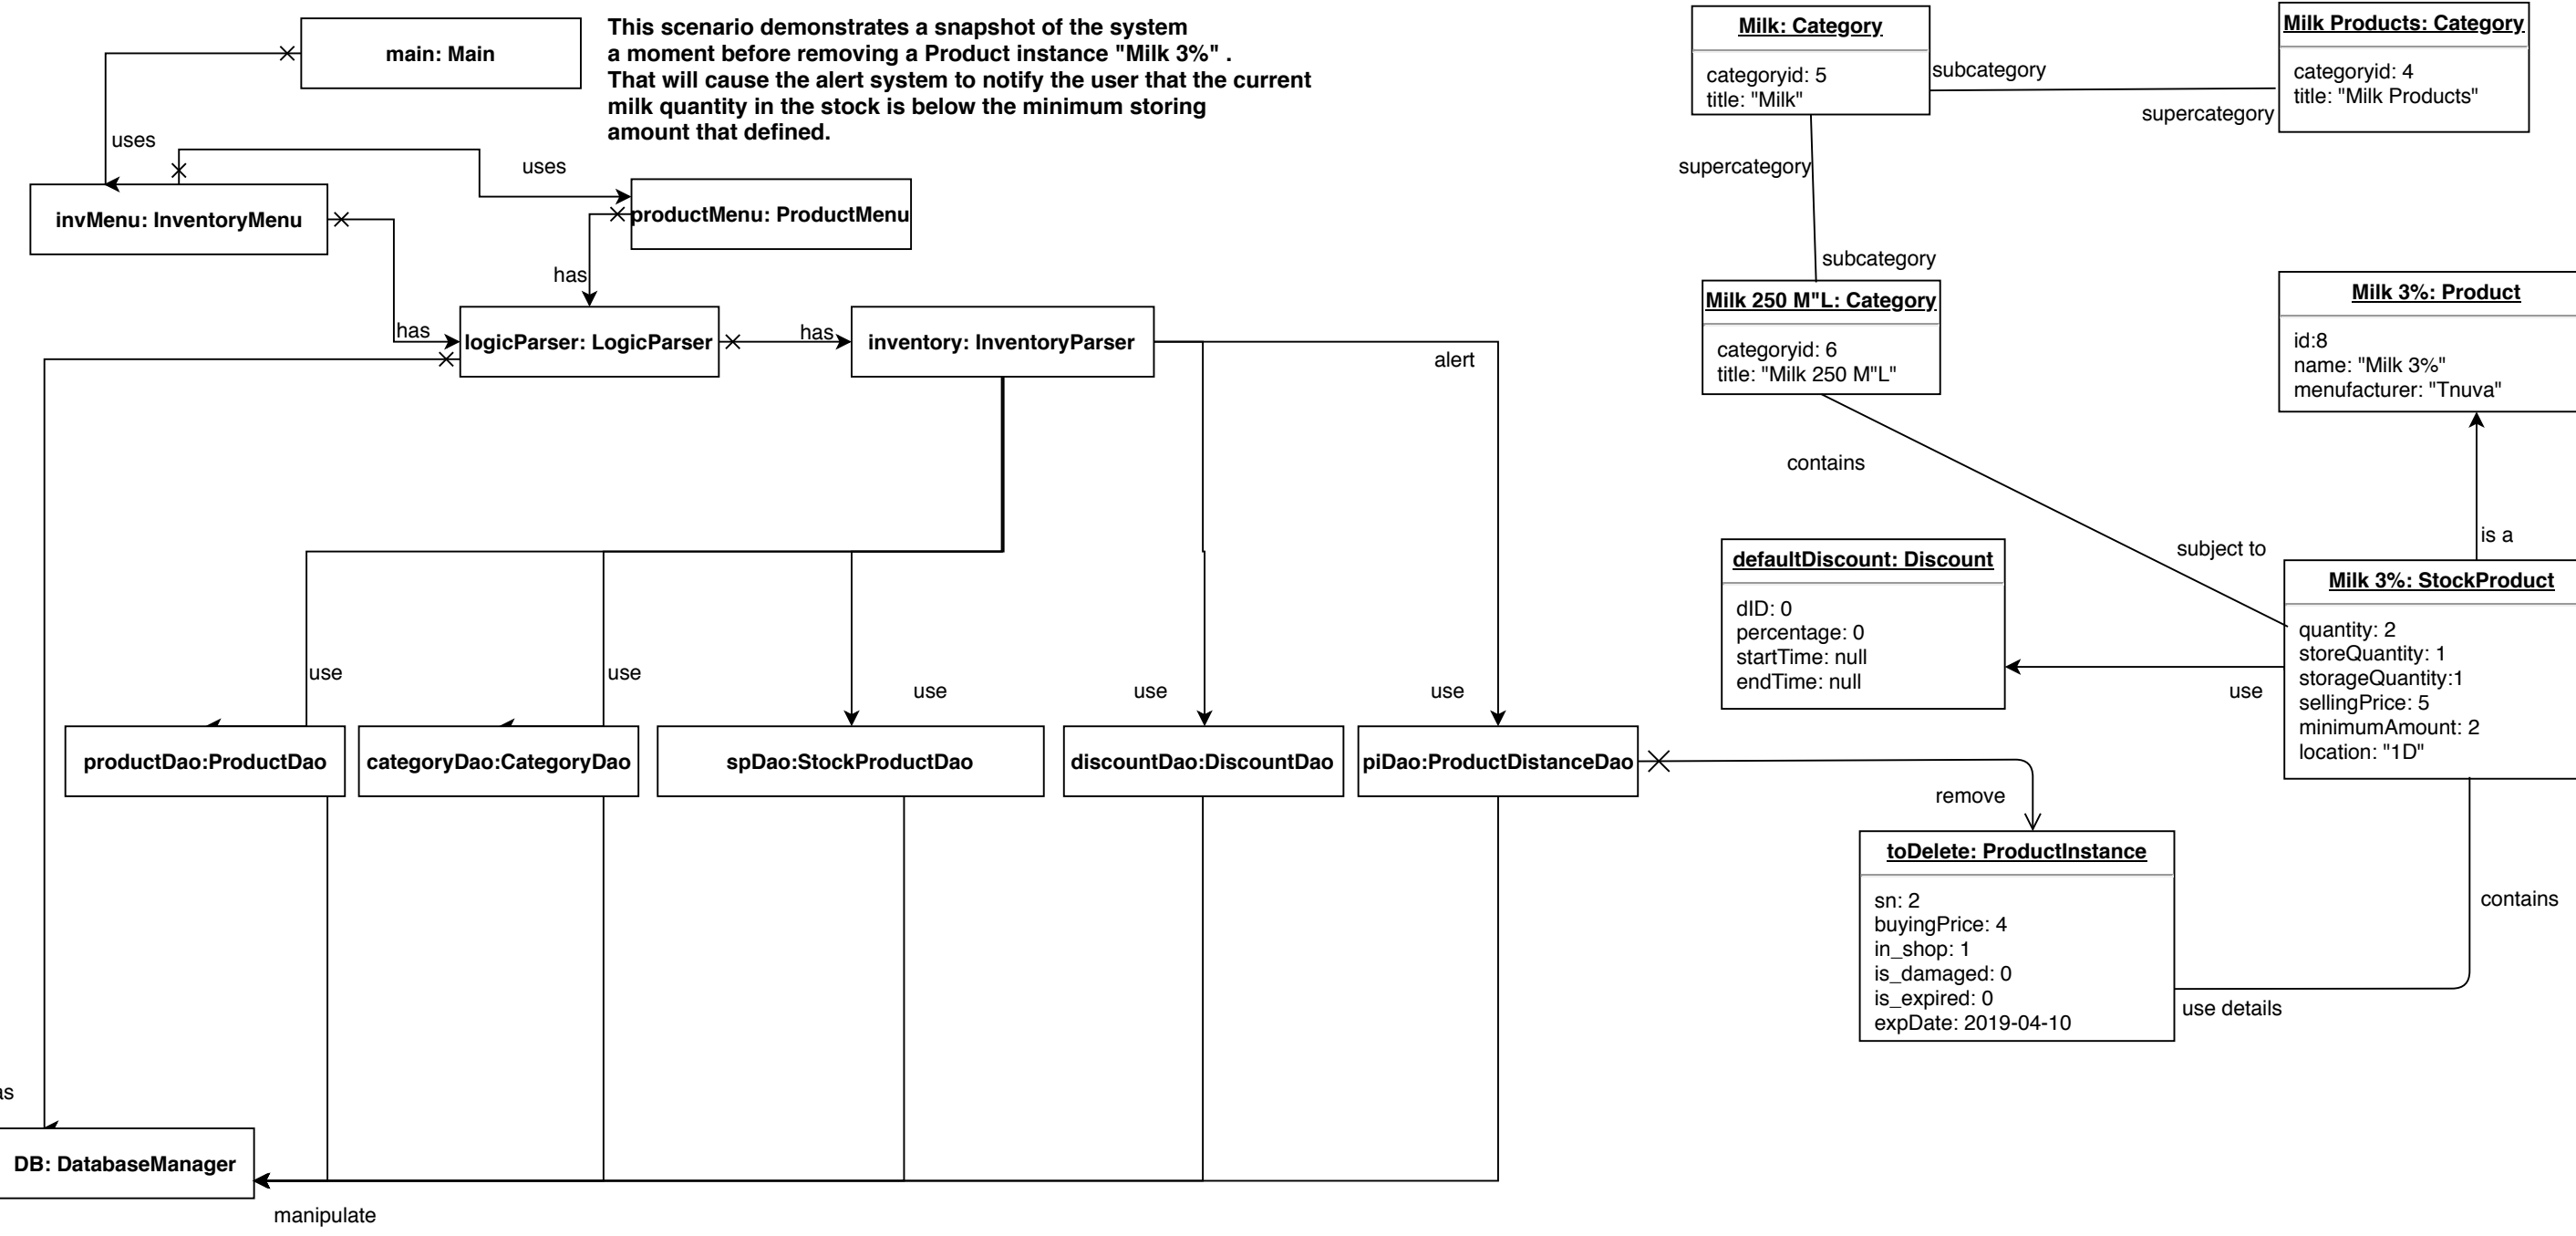 main: Main
This scenario demonstrates a snapshot of the system
a moment before removing a Product instance "Milk 3%" .
That will cause the alert system to notify the user that the current
milk quantity in the stock is below the minimum storing
amount that defined.
uses
uses
invMenu: InventoryMenu
productMenu: ProductMenu
has
has
logicParser: LogicParser
has
inventory: InventoryParser
alert
use
use
use
use
use
productDao:ProductDao
categoryDao:CategoryDao
spDao:StockProductDao
discountDao:DiscountDao
piDao:ProductDistanceDao
as
DB: DatabaseManager
manipulate
Milk: Category
categoryid: 5
title: "Milk"
subcategory
supercategory
Milk Products: Category
categoryid: 4
title: "Milk Products"
supercategory
subcategory
Milk 250 M"L: Category
categoryid: 6
title: "Milk 250 M"L"
Milk 3%: Product
id:8
name: "Milk 3%"
menufacturer: "Tnuva"
contains
subject to
is a
defaultDiscount: Discount
dID: 0
percentage: 0
startTime: null
endTime: null
use
Milk 3%: StockProduct
quantity: 2
storeQuantity: 1
storageQuantity:1
sellingPrice: 5
minimumAmount: 2
location: "1D"
remove
toDelete: ProductInstance
sn: 2
buyingPrice: 4
in_shop: 1
is_damaged: 0
is_expired: 0
expDate: 2019-04-10
contains
use details